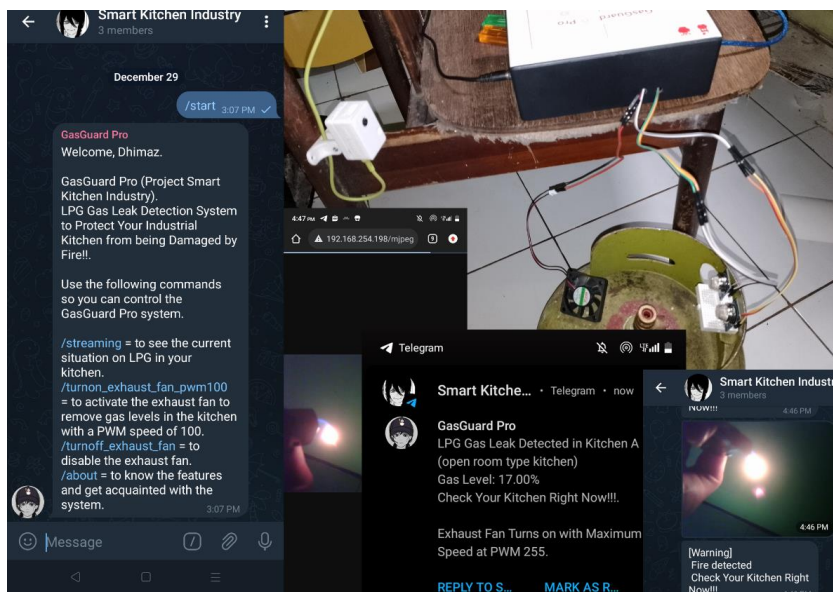 Smart Kitchen Industry
3 members
December 29
/start 3:07 PM
GasGuard Pro
Welcome, Dhimaz.
GasGuard Pro (Project Smart
Kitchen Industry).
LPG Gas Leak Detection System
to Protect Your Industrial
Kitchen from being Damaged by
Fire!!.
Use the following commands
so you can control the
GasGuard Pro system.
/streaming = to see the current
situation on LPG in your
kitchen.
/turnon_exhaust_fan_pwm100
= to activate the exhaust fan to
remove gas levels in the kitchen
with a PWM speed of 100.
/turnoff_exhaust_fan = to
disable the exhaust fan.
/about = to know the features
and get acquainted with the
system.
3:07 PM
Message
GasGuard Pro
4:47 PM
192.168.254.198/mjpeg
9
Telegram
Smart Kitche... • Telegram • now
GasGuard Pro
LPG Gas Leak Detected in Kitchen A
(open room type kitchen)
Gas Level: 17.00%
Check Your Kitchen Right Now!!!.
Exhaust Fan Turns on with Maximum
Speed at PWM 255.
REPLY TO S... MARK AS R...
Smart Kitchen Indust
3 members
NOW!!! 4:46 PM
4:46 PM
[Warning]
Fire detected
Check Your Kitchen Right
Now!!!